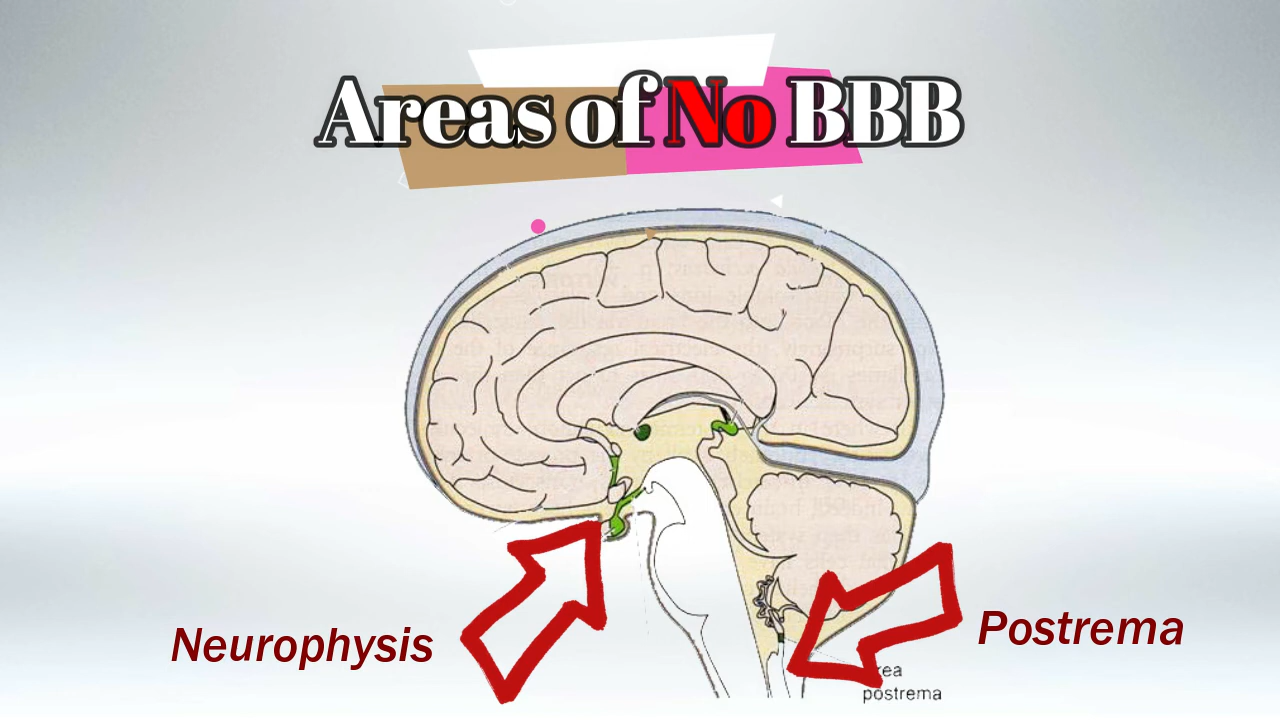 Areas of No BBB
Neurophysis
Postrema
rea
postrema